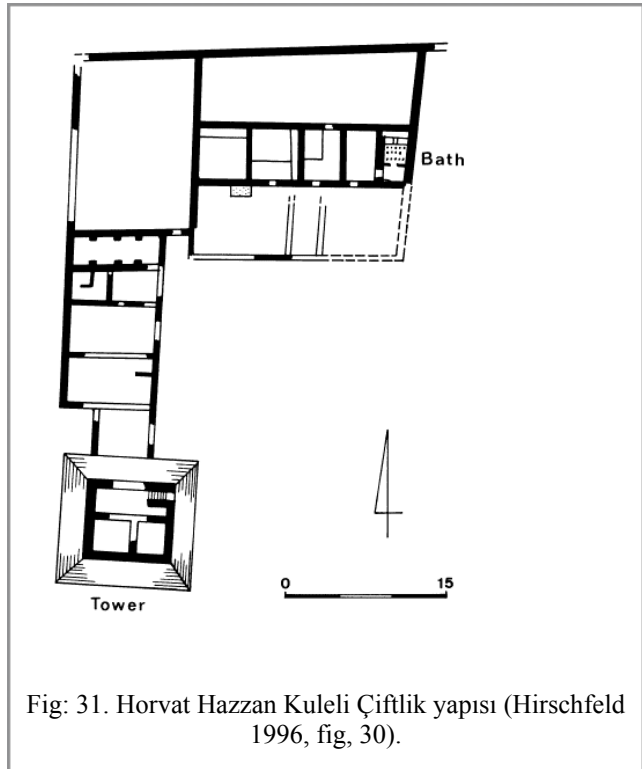 Bath
Tower
0 15
Fig: 31. Horvat Hazzan Kuleli Çiftlik yapısı (Hirschfeld
1996, fig, 30).